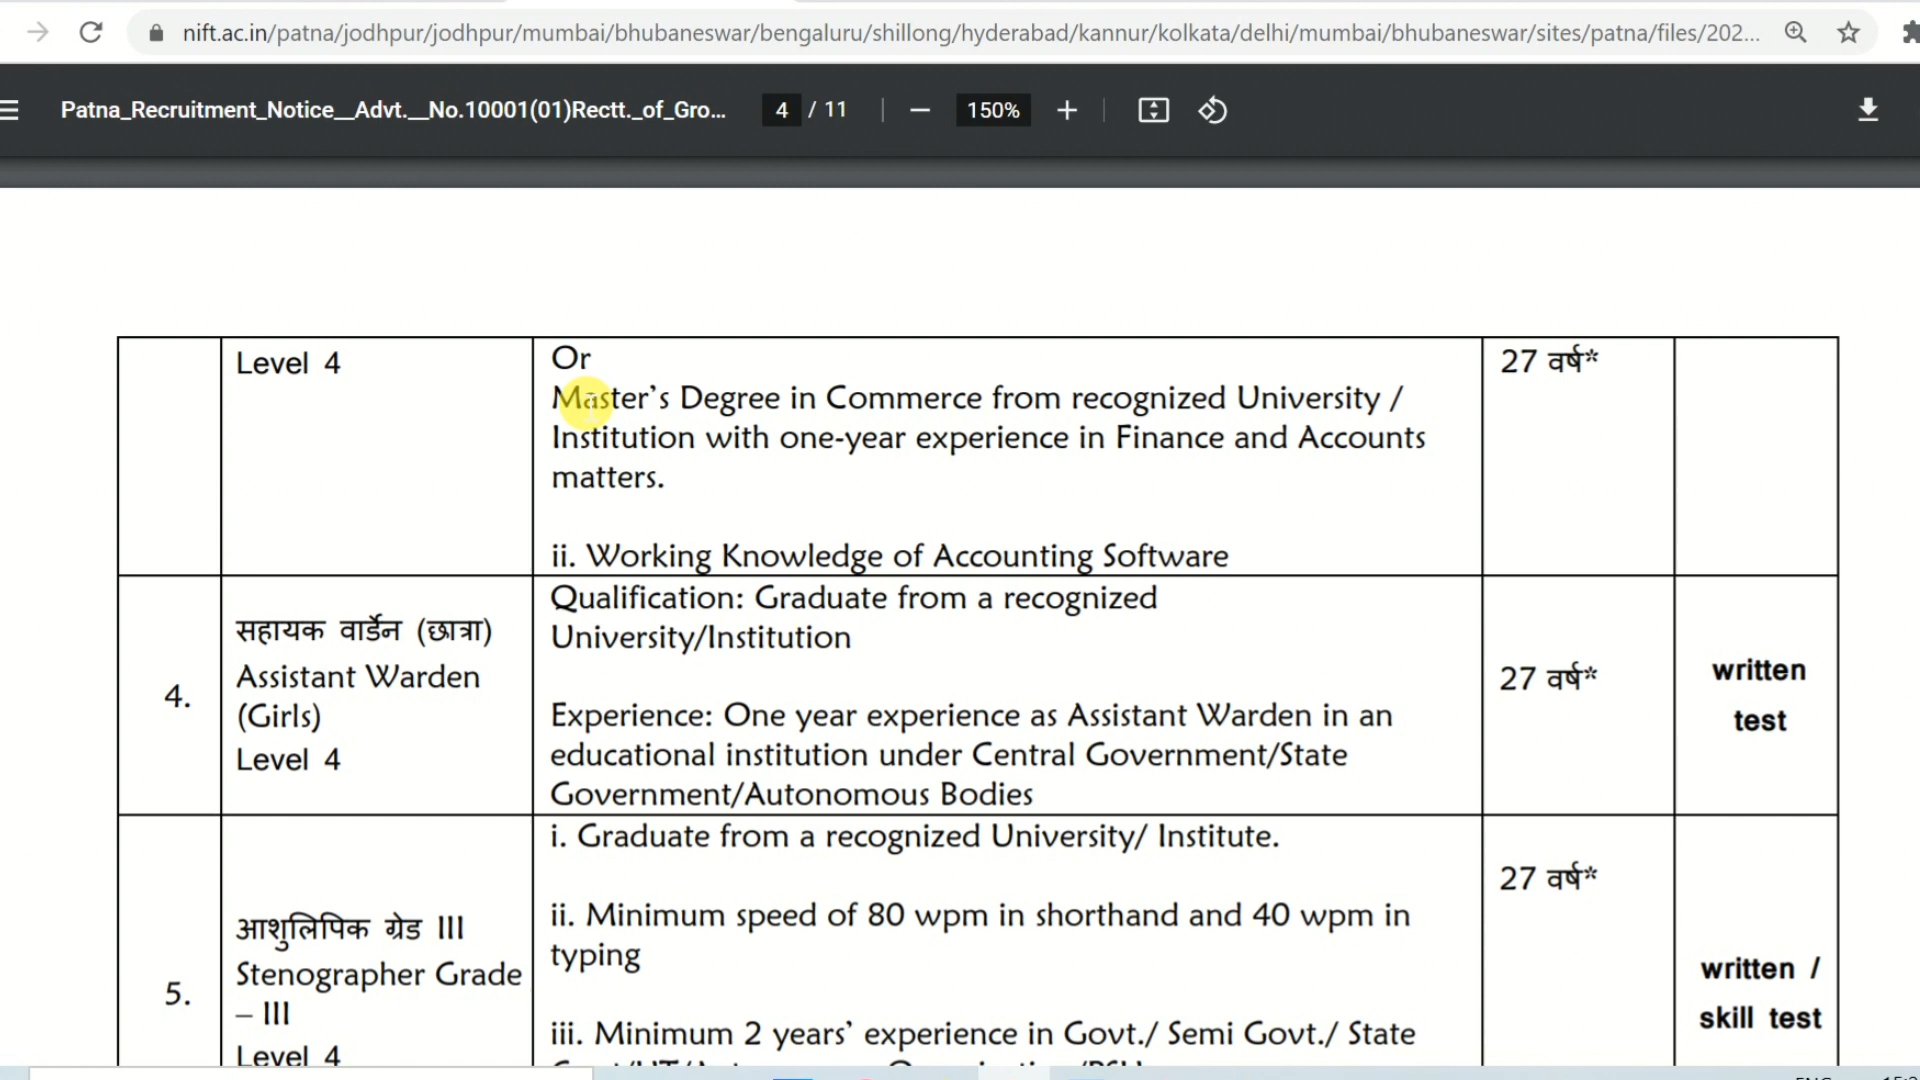 nift.ac.in/patna/jodhpur/jodhpur/mumbai/bhubaneswar/bengaluru/shillong/hyderabad/kannur/kolkata/delhi/mumbai/bhubaneswar/sites/patna/files/202...
Patna_Recruitment_Notice__Advt.__No.10001(01)Rectt._of_Gro... 4 / 11 150%
Level 4
Or
Master's Degree in Commerce from recognized University /
Institution with one-year experience in Finance and Accounts
matters.
ii. Working Knowledge of Accounting Software
27 वर्ष*
4.
सहायक वार्डेन (छात्रा)
Assistant Warden
(Girls)
Level 4
Qualification: Graduate from a recognized
University/Institution
Experience: One year experience as Assistant Warden in an
educational institution under Central Government/State
Government/Autonomous Bodies
27 वर्ष*
written
test
5.
आशुलिपिक ग्रेड III
Stenographer Grade
– III
Level 4
i. Graduate from a recognized University/ Institute.
ii. Minimum speed of 80 wpm in shorthand and 40 wpm in
typing
iii. Minimum 2 years' experience in Govt./ Semi Govt./ State
27 वर्ष*
written /
skill test